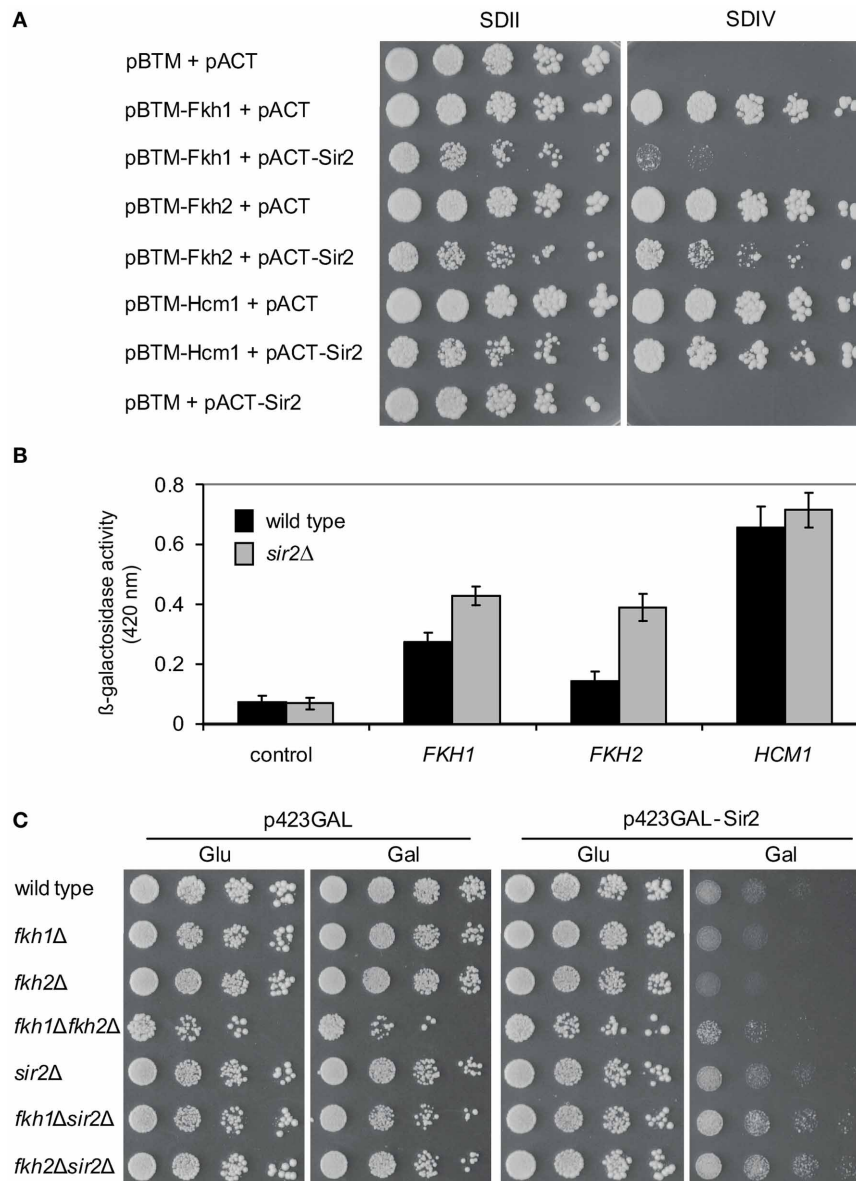 A
SDII SDIV
pBTM + pACT
pBTM-Fkh1 + pACT
pBTM-Fkh1 + pACT-Sir2
pBTM-Fkh2 + pACT
pBTM-Fkh2 + pACT-Sir2
pBTM-Hcm1 + pACT
pBTM-Hcm1 + pACT-Sir2
pBTM + pACT-Sir2
B
ß-galactosidase activity
(420 nm)
0.8
0.6
0.4
0.2
0
wild type
sir2Δ
control FKH1 FKH2 HCM1
C
p423GAL p423GAL-Sir2
Glu Gal Glu Gal
wild type
fkh1Δ
fkh2Δ
fkh1Δfkh2Δ
sir2Δ
fkh1Δsir2Δ
fkh2Δsir2Δ